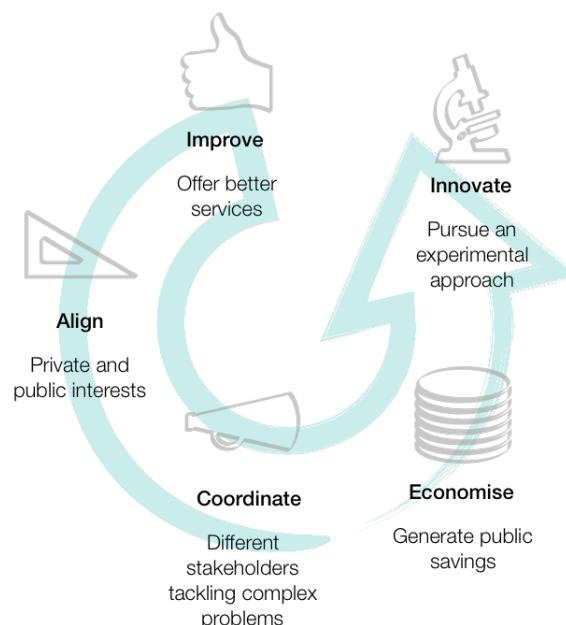 Improve
Offer better
services
Innovate
Pursue an
experimental
approach
Align
Private and
public interests
Coordinate
Different
stakeholders
tackling complex
problems
Economise
Generate public
savings